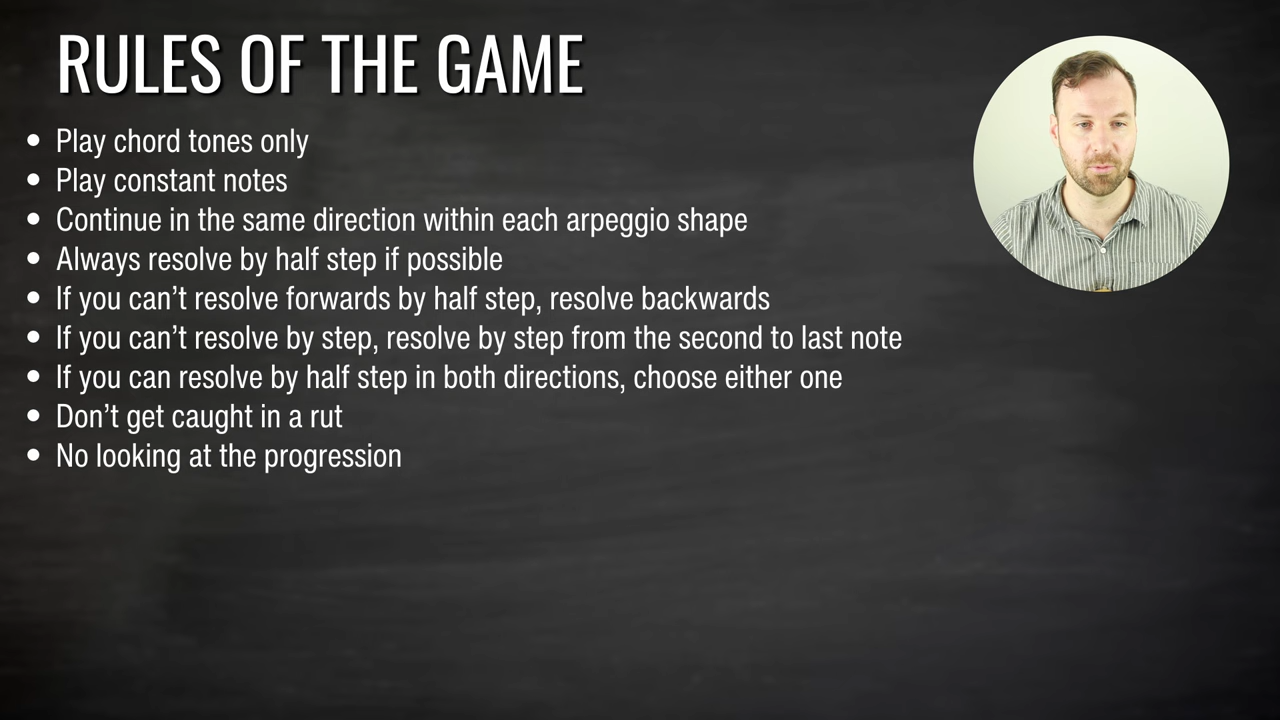 RULES OF THE GAME
• Play chord tones only
• Play constant notes
• Continue in the same direction within each arpeggio shape
• Always resolve by half step if possible
• If you can’t resolve forwards by half step, resolve backwards
• If you can’t resolve by step, resolve by step from the second to last note
• If you can resolve by half step in both directions, choose either one
• Don’t get caught in a rut
• No looking at the progression